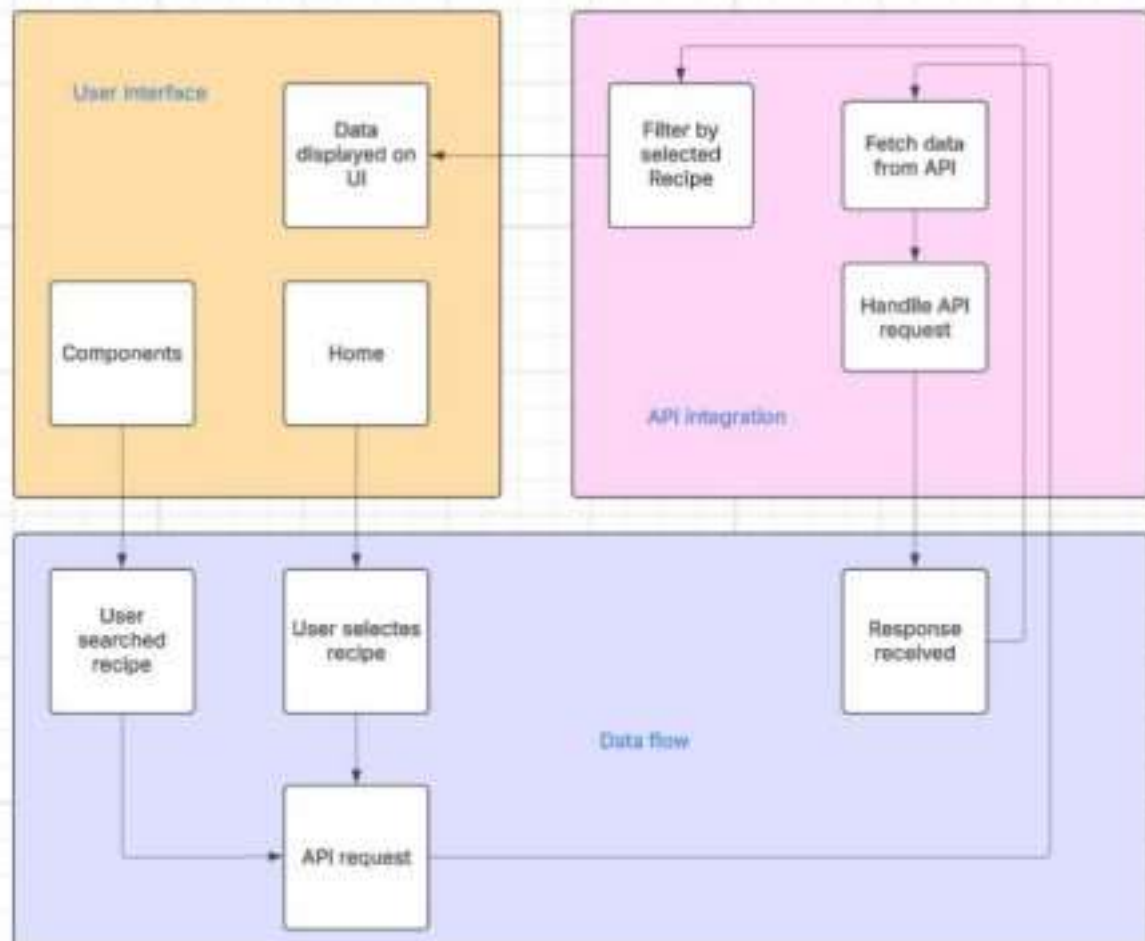 User interface
Data
displayed on
UI
Filter by
selected
Recipe
Fetch data
from API
Components
Home
Handlle API
request
API integration
User
searched
recipe
User selectes
recipe
Response
received
Data flow
API request